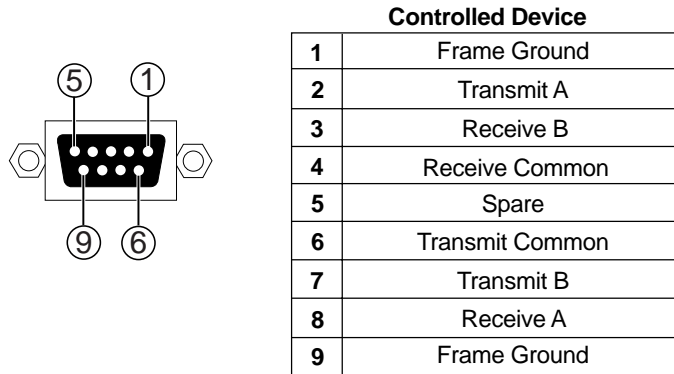 Controlled Device
5 1
9 6
1 Frame Ground
2 Transmit A
3 Receive B
4 Receive Common
5 Spare
6 Transmit Common
7 Transmit B
8 Receive A
9 Frame Ground